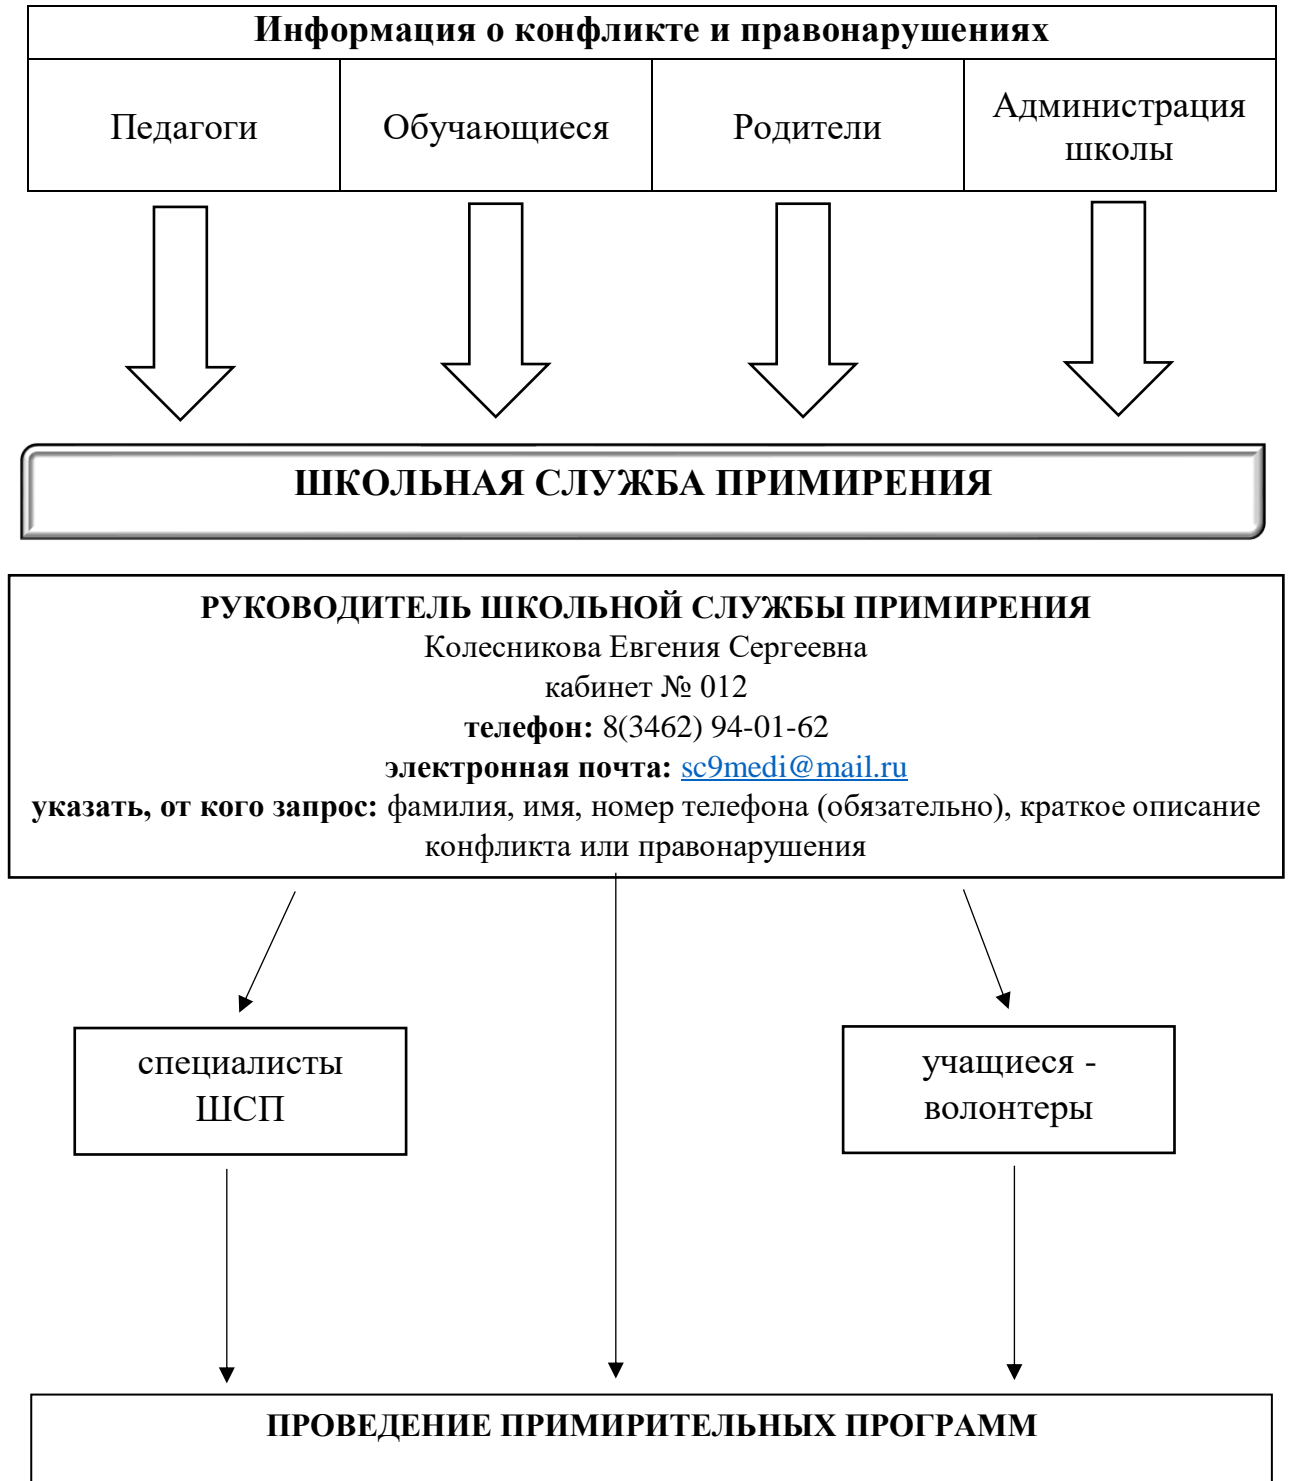 Информация о конфликте и правонарушениях
Педагоги
Обучающиеся
Родители
Администрация
школы
ШКОЛЬНАЯ СЛУЖБА ПРИМИРЕНИЯ
РУКОВОДИТЕЛЬ ШКОЛЬНОЙ СЛУЖБЫ ПРИМИРЕНИЯ
Колесникова Евгения Сергеевна
кабинет № 012
телефон: 8(3462) 94-01-62
электронная почта: sc9medi@mail.ru
указать, от кого запрос: фамилия, имя, номер телефона (обязательно), краткое описание
конфликта или правонарушения
специалисты
ШСП
учащиеся -
волонтеры
ПРОВЕДЕНИЕ ПРИМИРИТЕЛЬНЫХ ПРОГРАММ